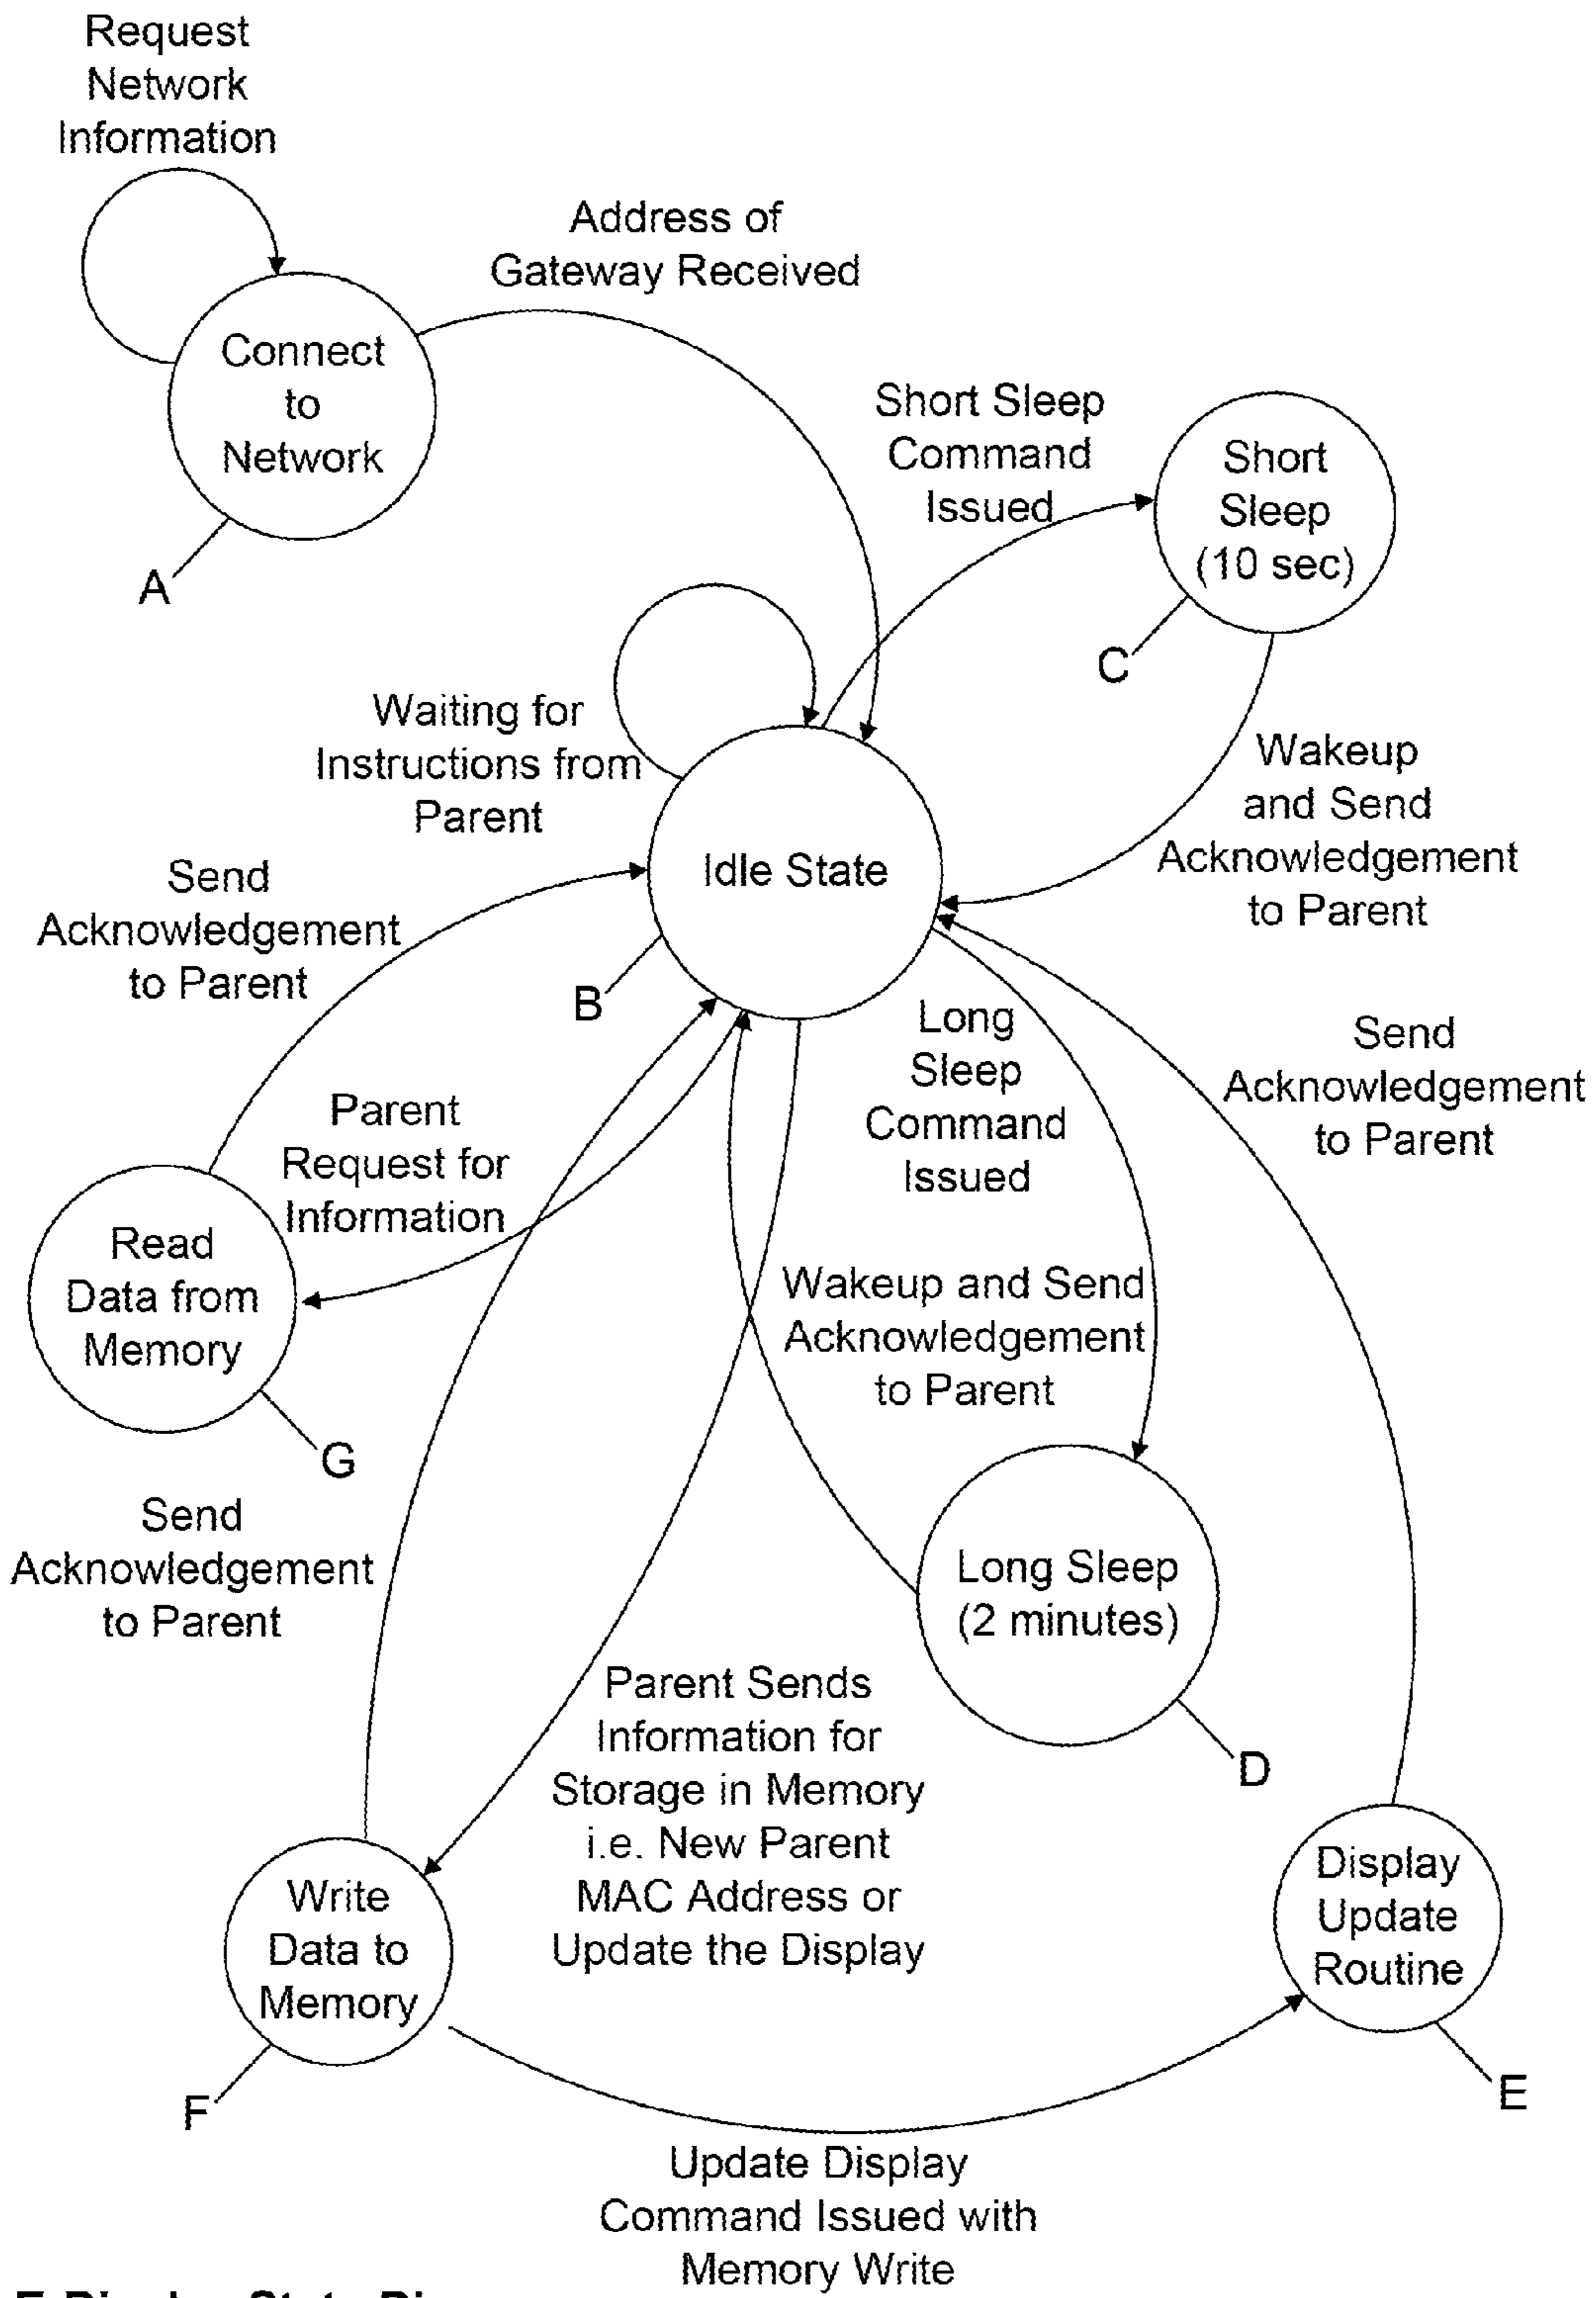 Request
Network
Information
Address of
Gateway Received
Connect
to
Network
A
Short Sleep
Command
Issued
Short
Sleep
(10 sec)
C
Waiting for
Instructions from
Parent
Wakeup
and Send
Acknowledgement
to Parent
Idle State
B
Send
Acknowledgement
to Parent
Long
Sleep
Command
Issued
Send
Acknowledgement
to Parent
Parent
Request for
Information
Read
Data from
Memory
G
Wakeup and Send
Acknowledgement
to Parent
Send
Acknowledgement
to Parent
Long Sleep
(2 minutes)
D
Parent Sends
Information for
Storage in Memory
i.e. New Parent
MAC Address or
Update the Display
Write
Data to
Memory
F
Display
Update
Routine
E
Update Display
Command Issued with
Memory Write